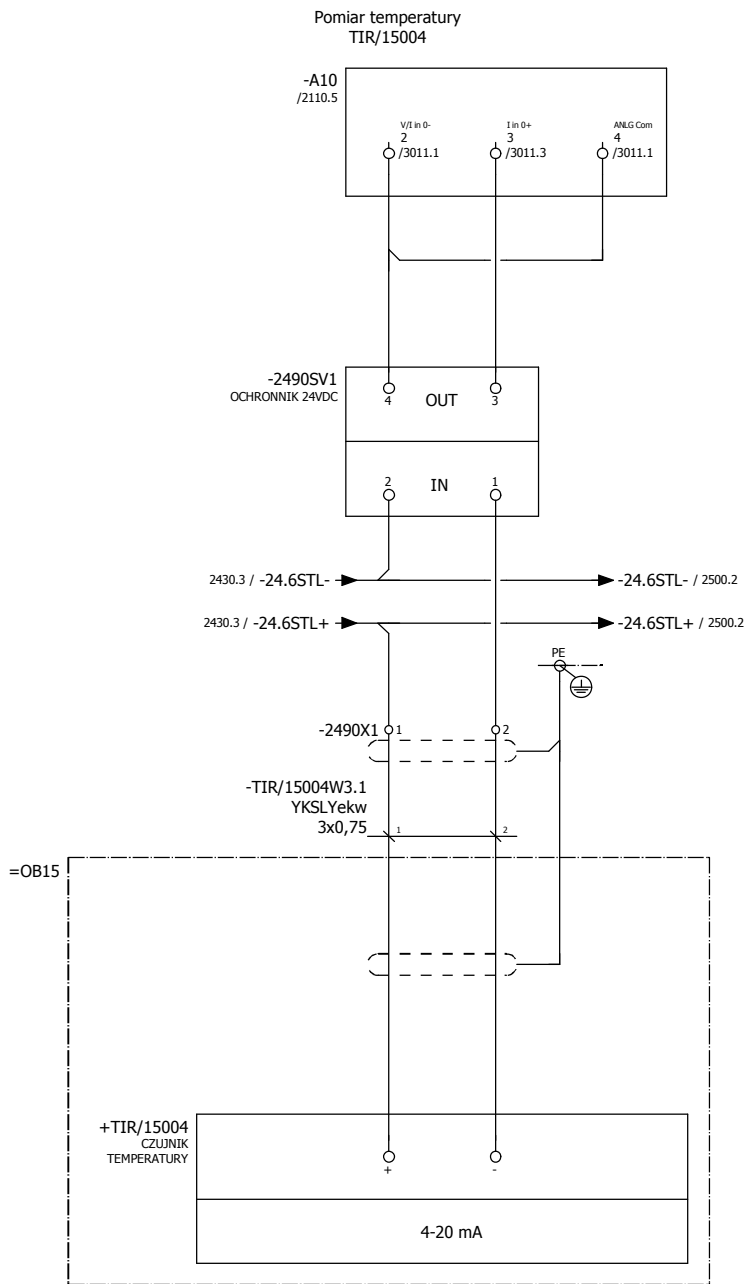 Pomiar temperatury
TIR/15004
-A10
/2110.5
V/I in 0-
2
/3011.1
I in 0+
3
/3011.3
ANLG Com
4
/3011.1
-2490SV1
OCHRONNIK 24VDC
4
OUT
3
2
IN
1
2430.3 / -24.6STL-
-24.6STL- / 2500.2
2430.3 / -24.6STL+
-24.6STL+ / 2500.2
PE
-2490X1
1
2
-TIR/15004W3.1
YKSLYekw
3x0,75
1
2
=OB15
+TIR/15004
CZUJNIK
TEMPERATURY
+
-
4-20 mA